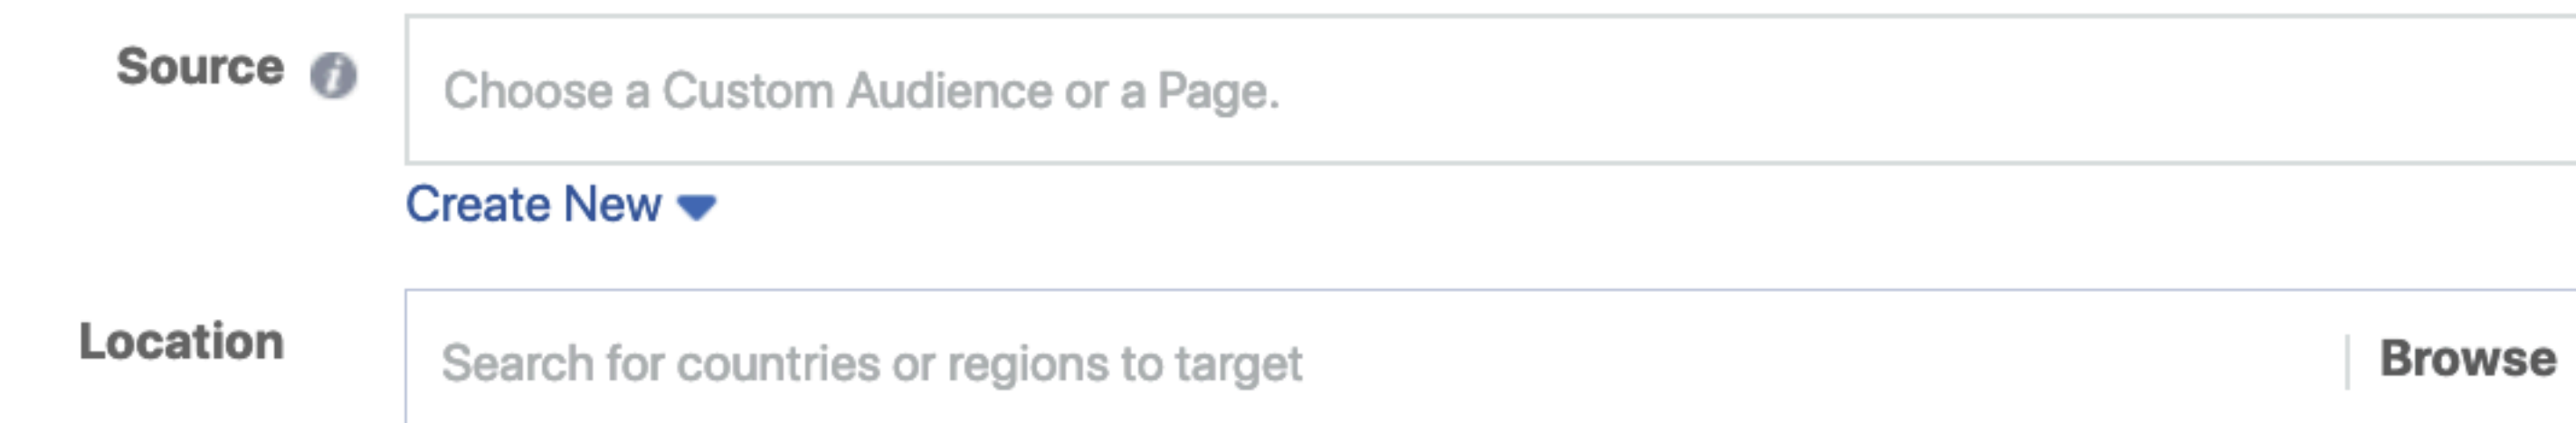 Source
Choose a Custom Audience or a Page.
Create New
Location
Search for countries or regions to target
Browse